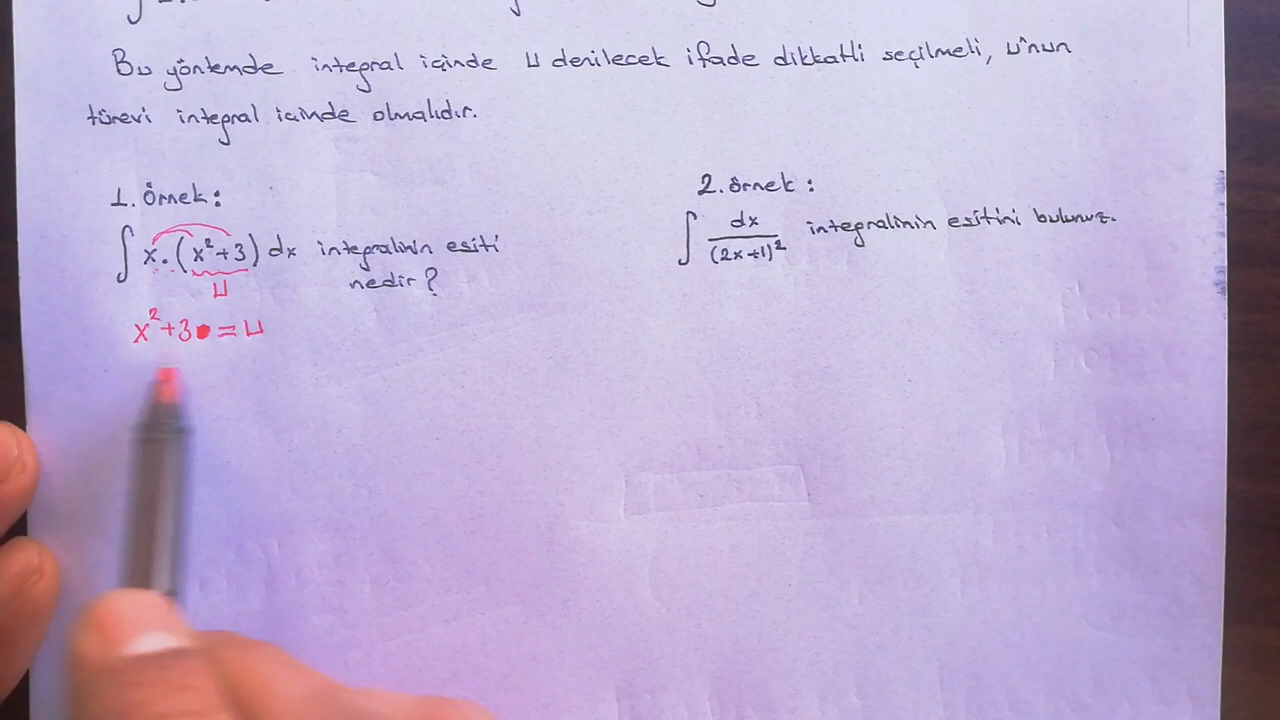 Bu yöntemde integral içinde u denilecek ifade dikkatli seçilmeli, u'nun
türevi integral içinde olmalıdır.
1. Örnek:
∫ x.(x²+3) dx integralinin eşiti
nedir?
u
x²+3 = u
2. örnek:
∫ dx/(2x+1)² integralinin eşitini bulunuz.